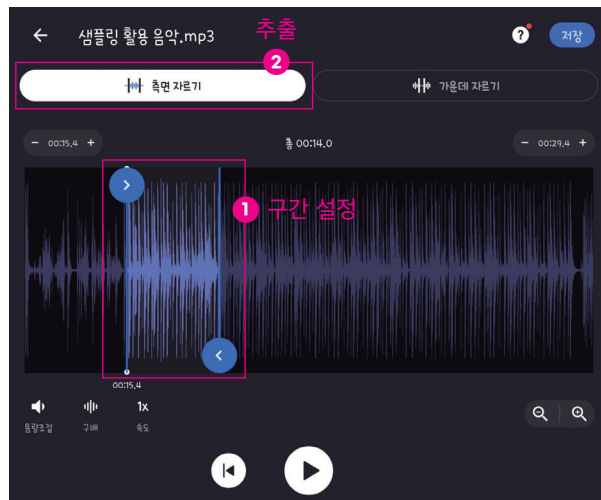 샘플링 활용 음악.mp3
추출
?
저장
2
측면 자르기
가운데 자르기
− 00:15.4 +
총 00:14.0
− 00:29.4 +
1 구간 설정
00:15.4
1x
음량조절
구배
속도